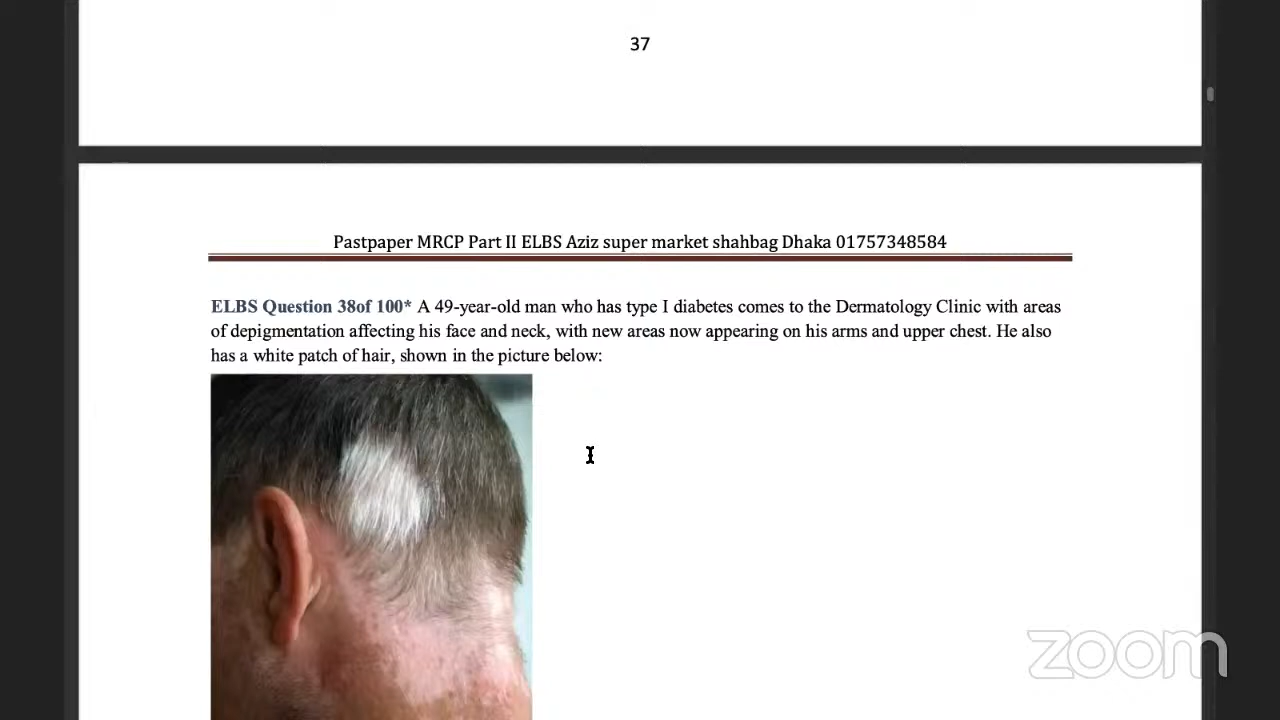 37
Pastpaper MRCP Part II ELBS Aziz super market shahbag Dhaka 01757348584
ELBS Question 38of 100* A 49-year-old man who has type I diabetes comes to the Dermatology Clinic with areas
of depigmentation affecting his face and neck, with new areas now appearing on his arms and upper chest. He also
has a white patch of hair, shown in the picture below:
zoom